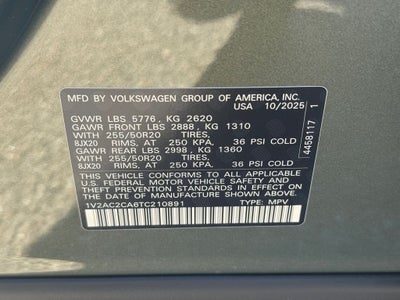 MFD BY VOLKSWAGEN GROUP OF AMERICA, INC.
USA 10/2025
GVWR LBS 5776, KG 2620
GAWR FRONT LBS 2888, KG 1310
WITH 255/50R20 TIRES,
8JX20 RIMS, AT 250 KPA. 36 PSI COLD
GAWR REAR LBS 2998, KG 1360
WITH 255/50R20 TIRES,
8JX20 RIMS, AT 250 KPA. 36 PSI COLD
THIS VEHICLE CONFORMS TO ALL APPLICABLE
U.S. FEDERAL MOTOR VEHICLE SAFETY, BUMPER
AND THEFT PREVENTION STANDARDS IN EFFECT
ON THE DATE OF MANUFACTURE SHOWN ABOVE.
1V2AC2CA6TC210891 TYPE: MPV
4458117 1